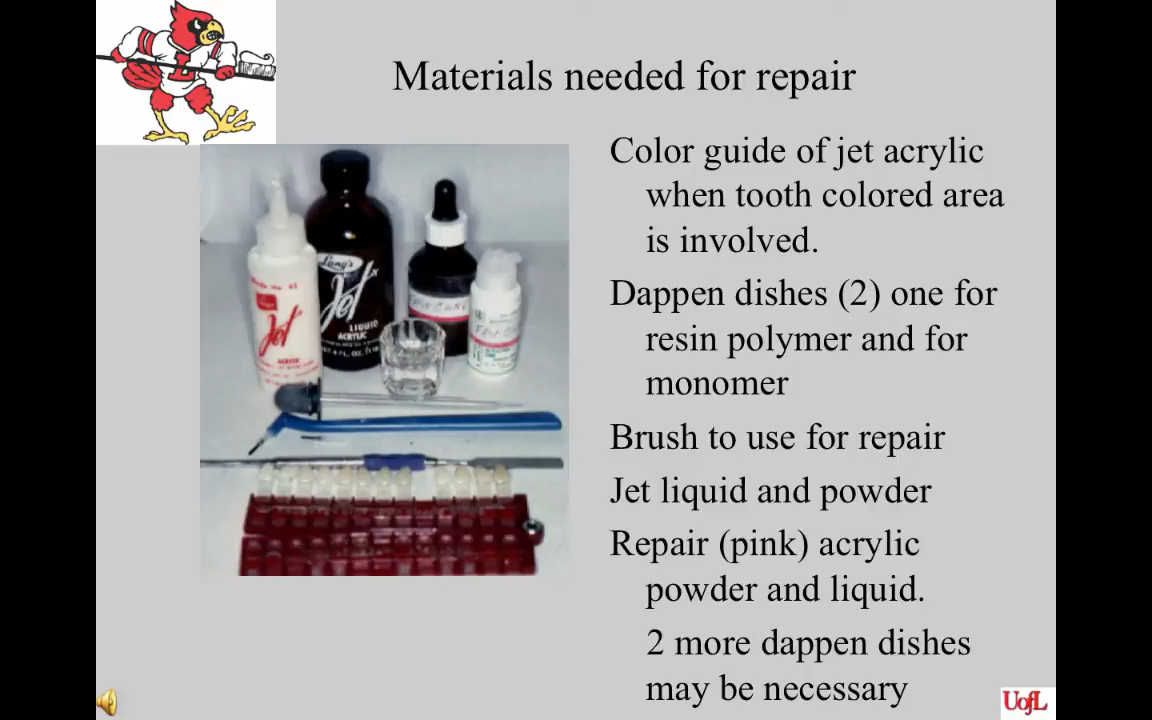 Materials needed for repair
Color guide of jet acrylic
when tooth colored area
is involved.
Dappen dishes (2) one for
resin polymer and for
monomer
Brush to use for repair
Jet liquid and powder
Repair (pink) acrylic
powder and liquid.
2 more dappen dishes
may be necessary
Lang's
Jet
LIQUID
ACRYLIC
Jet
ACRYLIC
L
UofL